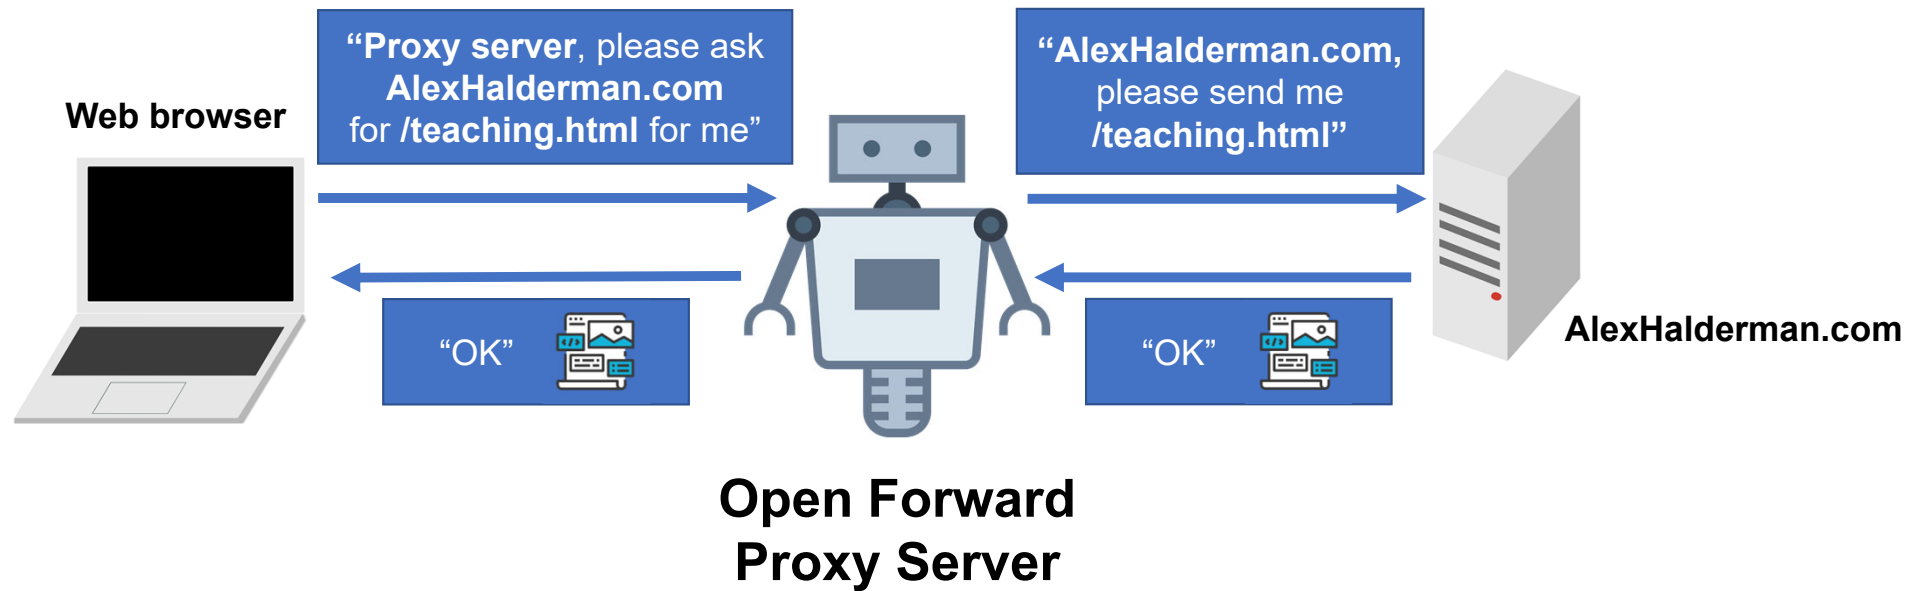 Web browser
“Proxy server, please ask
AlexHalderman.com
for /teaching.html for me”
“AlexHalderman.com,
please send me
/teaching.html”
“OK”
</>
“OK”
</>
AlexHalderman.com
Open Forward
Proxy Server